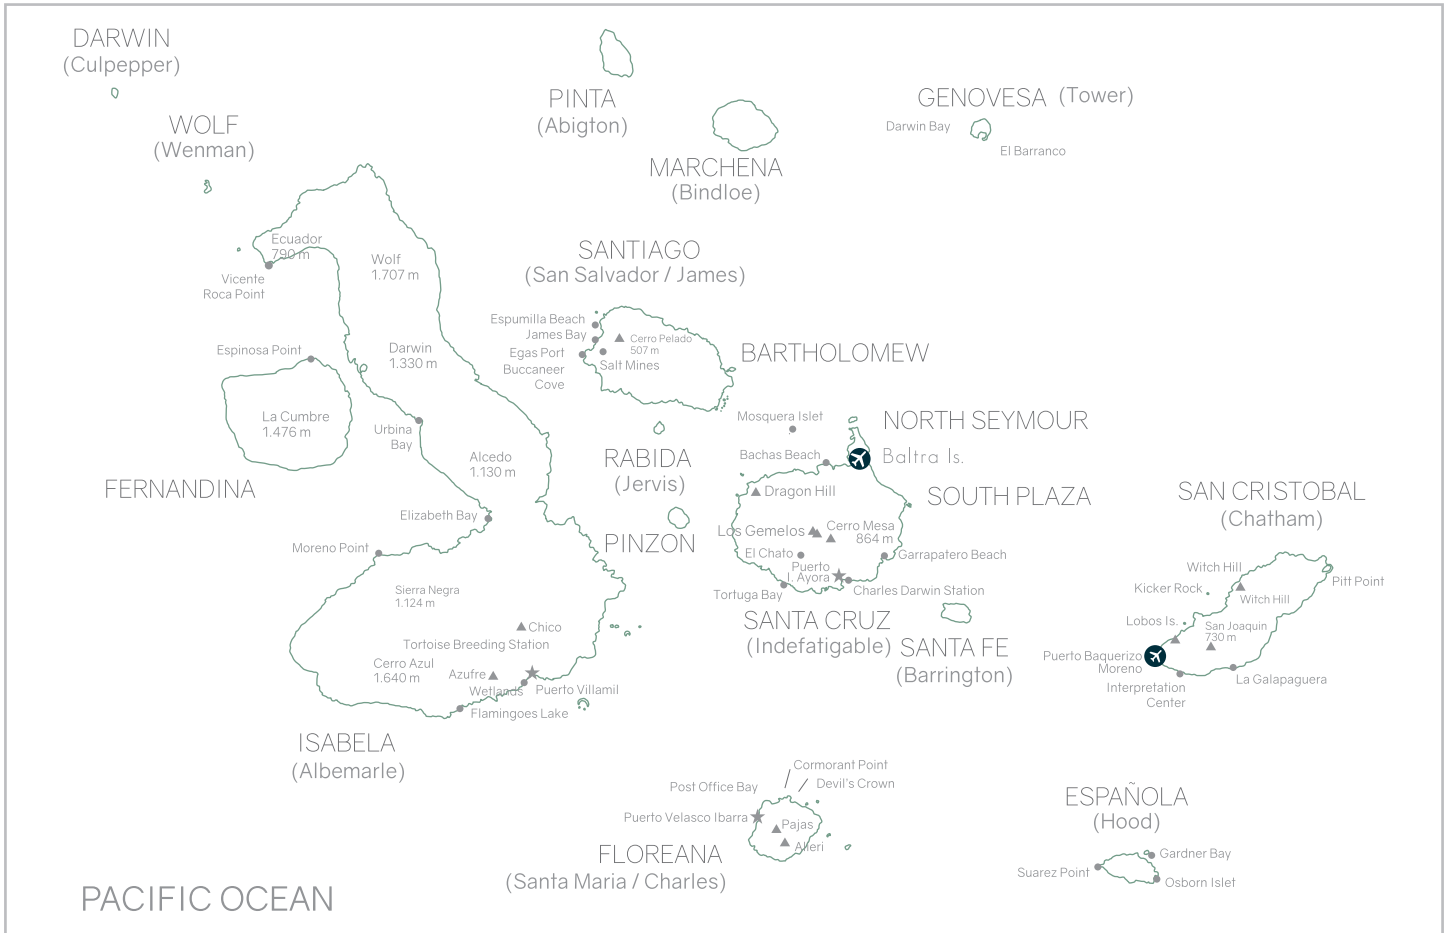 DARWIN
(Culpepper)
WOLF
(Wenman)
PINTA
(Abigton)
MARCHENA
(Bindloe)
GENOVESA (Tower)
Darwin Bay
El Barranco
Ecuador
790 m
Vicente
Roca Point
Wolf
1.707 m
SANTIAGO
(San Salvador / James)
Espumilla Beach
James Bay
Egas Port
Buccaneer
Cove
Cerro Pelado
507 m
Salt Mines
BARTHOLOMEW
Espinosa Point
Darwin
1.330 m
La Cumbre
1.476 m
Urbina
Bay
FERNANDINA
Alcedo
1.130 m
Elizabeth Bay
Moreno Point
RABIDA
(Jervis)
PINZON
Mosquera Islet
NORTH SEYMOUR
Bachas Beach
Baltra Is.
Dragon Hill
SOUTH PLAZA
Los Gemelos
Cerro Mesa
864 m
El Chato
Garrapatero Beach
Puerto
I. Ayora
Tortuga Bay
Charles Darwin Station
SANTA CRUZ
(Indefatigable)
SANTA FE
(Barrington)
SAN CRISTOBAL
(Chatham)
Witch Hill
Pitt Point
Kicker Rock
Witch Hill
Lobos Is.
San Joaquin
730 m
Puerto Baquerizo
Moreno
La Galapaguera
Interpretation
Center
Sierra Negra
1.124 m
Chico
Tortoise Breeding Station
Cerro Azul
1.640 m
Azufre
Wetlands
Puerto Villamil
Flamingoes Lake
ISABELA
(Albemarle)
Cormorant Point
Devil's Crown
Post Office Bay
Puerto Velasco Ibarra
Pajas
Alieri
FLOREANA
(Santa Maria / Charles)
ESPAÑOLA
(Hood)
Gardner Bay
Suarez Point
Osborn Islet
PACIFIC OCEAN